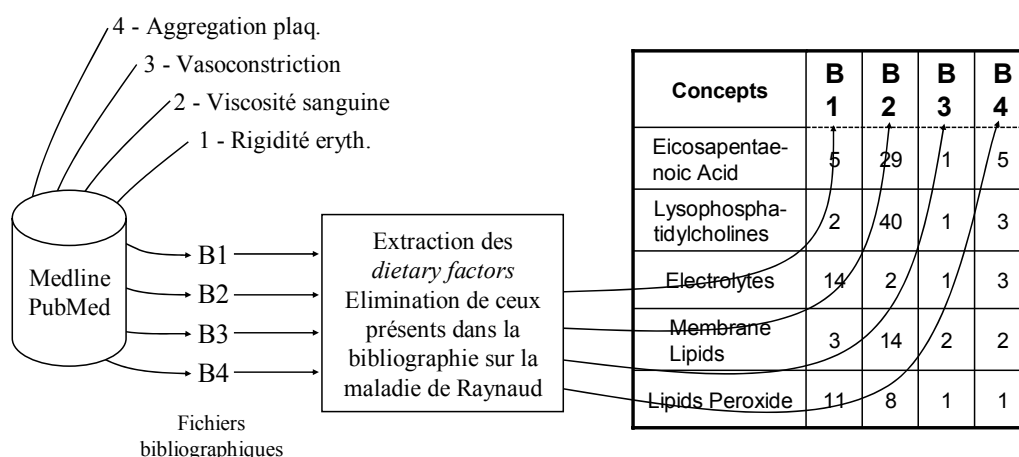 4 - Aggregation plaq.
3 - Vasoconstriction
2 - Viscosité sanguine
1 - Rigidité eryth.
Medline
PubMed
B1
B2
B3
B4
Fichiers
bibliographiques
Extraction des
dietary factors
Elimination de ceux
présents dans la
bibliographie sur la
maladie de Raynaud
Concepts B 1 B 2 B 3 B 4
Eicosapentae-
noic Acid 5 29 1 5
Lysophospha-
tidylcholines 2 40 1 3
Electrolytes 14 2 1 3
Membrane
Lipids 3 14 2 2
Lipids Peroxide 11 8 1 1